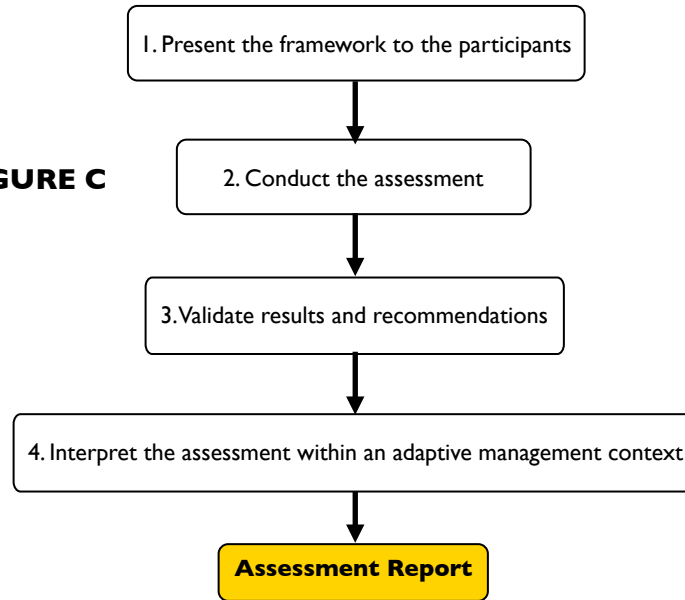 1. Present the framework to the participants
GURE C
2. Conduct the assessment
3. Validate results and recommendations
4. Interpret the assessment within an adaptive management context
Assessment Report